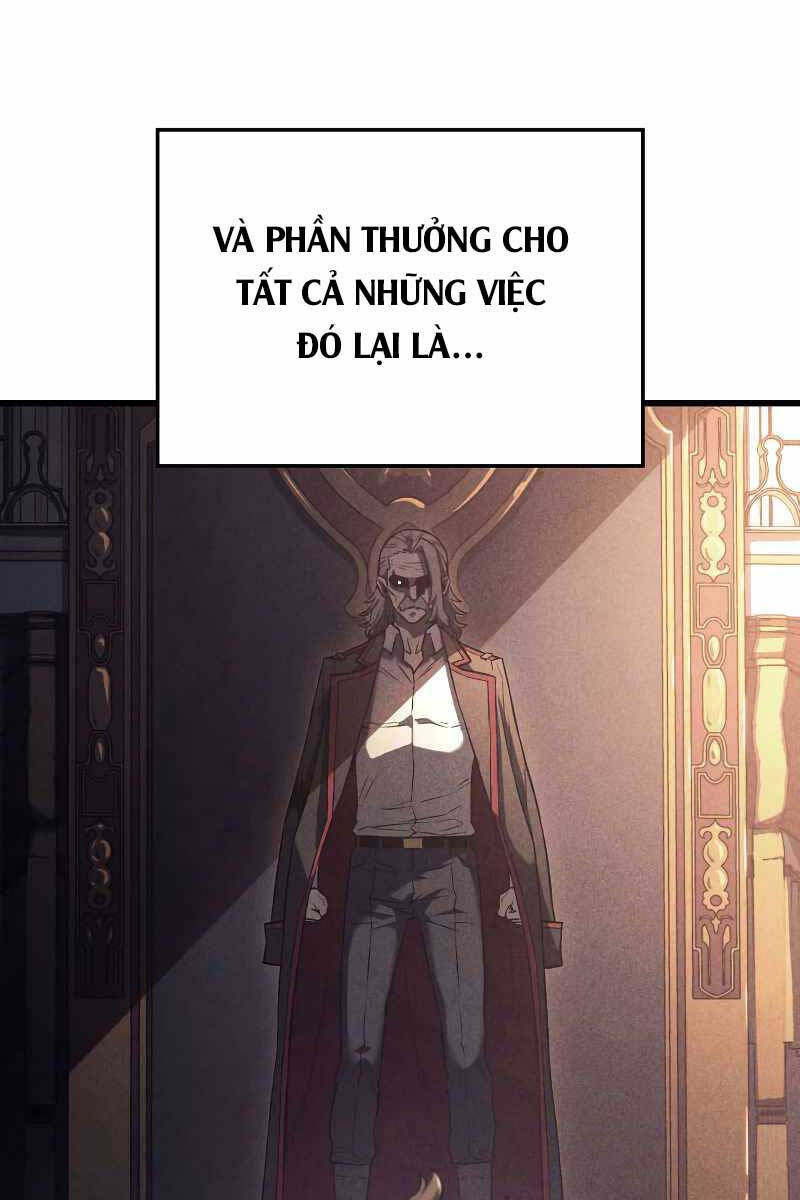 VÀ PHẦN THƯỞNG CHO
TẤT CẢ NHỮNG VIỆC
ĐÓ LẠI LÀ...